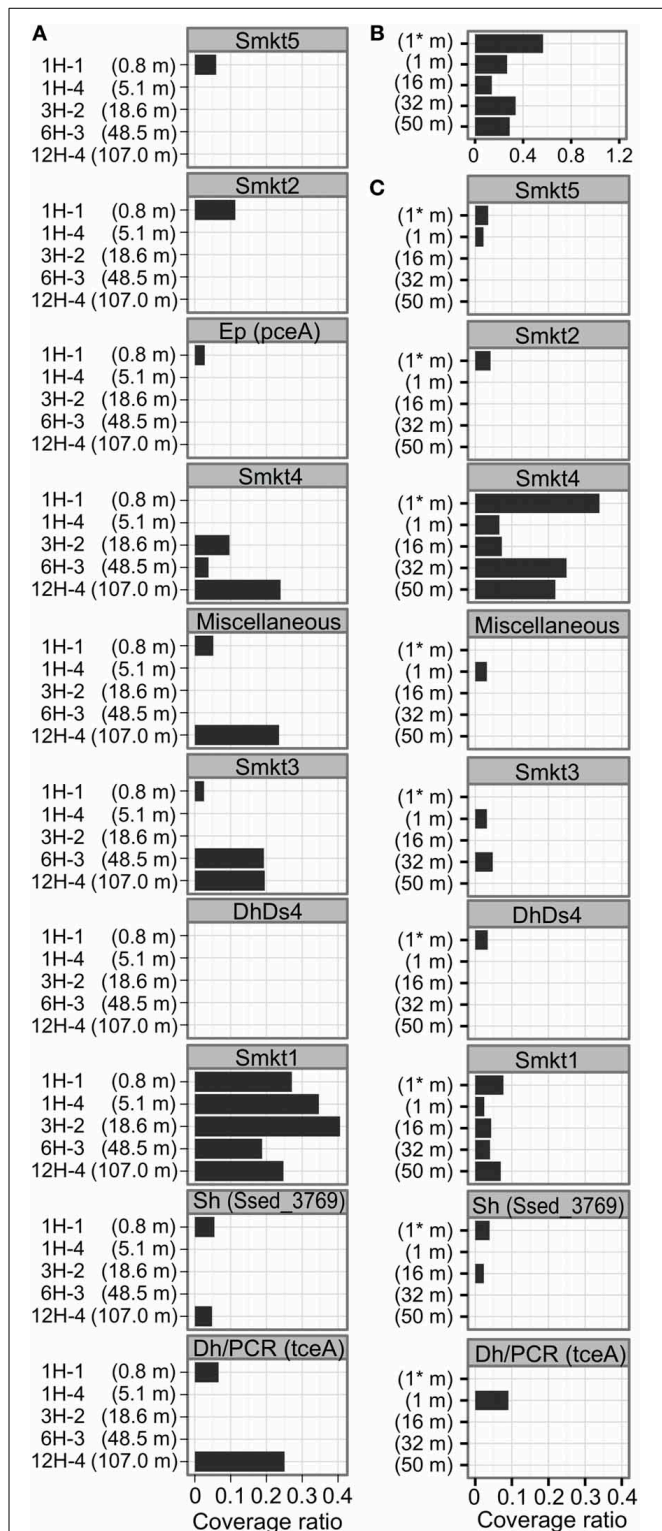 A
Smkt5
1H-1 (0.8 m)
1H-4 (5.1 m)
3H-2 (18.6 m)
6H-3 (48.5 m)
12H-4 (107.0 m)
Smkt2
1H-1 (0.8 m)
1H-4 (5.1 m)
3H-2 (18.6 m)
6H-3 (48.5 m)
12H-4 (107.0 m)
Ep (pceA)
1H-1 (0.8 m)
1H-4 (5.1 m)
3H-2 (18.6 m)
6H-3 (48.5 m)
12H-4 (107.0 m)
Smkt4
1H-1 (0.8 m)
1H-4 (5.1 m)
3H-2 (18.6 m)
6H-3 (48.5 m)
12H-4 (107.0 m)
Miscellaneous
1H-1 (0.8 m)
1H-4 (5.1 m)
3H-2 (18.6 m)
6H-3 (48.5 m)
12H-4 (107.0 m)
Smkt3
1H-1 (0.8 m)
1H-4 (5.1 m)
3H-2 (18.6 m)
6H-3 (48.5 m)
12H-4 (107.0 m)
DhDs4
1H-1 (0.8 m)
1H-4 (5.1 m)
3H-2 (18.6 m)
6H-3 (48.5 m)
12H-4 (107.0 m)
Smkt1
1H-1 (0.8 m)
1H-4 (5.1 m)
3H-2 (18.6 m)
6H-3 (48.5 m)
12H-4 (107.0 m)
Sh (Ssed_3769)
1H-1 (0.8 m)
1H-4 (5.1 m)
3H-2 (18.6 m)
6H-3 (48.5 m)
12H-4 (107.0 m)
Dh/PCR (tceA)
1H-1 (0.8 m)
1H-4 (5.1 m)
3H-2 (18.6 m)
6H-3 (48.5 m)
12H-4 (107.0 m)
0 0.1 0.2 0.3 0.4
Coverage ratio
B
(1* m)
(1 m)
(16 m)
(32 m)
(50 m)
0 0.4 0.8 1.2
C
Smkt5
(1* m)
(1 m)
(16 m)
(32 m)
(50 m)
Smkt2
(1* m)
(1 m)
(16 m)
(32 m)
(50 m)
Smkt4
(1* m)
(1 m)
(16 m)
(32 m)
(50 m)
Miscellaneous
(1* m)
(1 m)
(16 m)
(32 m)
(50 m)
Smkt3
(1* m)
(1 m)
(16 m)
(32 m)
(50 m)
DhDs4
(1* m)
(1 m)
(16 m)
(32 m)
(50 m)
Smkt1
(1* m)
(1 m)
(16 m)
(32 m)
(50 m)
Sh (Ssed_3769)
(1* m)
(1 m)
(16 m)
(32 m)
(50 m)
Dh/PCR (tceA)
(1* m)
(1 m)
(16 m)
(32 m)
(50 m)
0 0.1 0.2 0.3 0.4
Coverage ratio